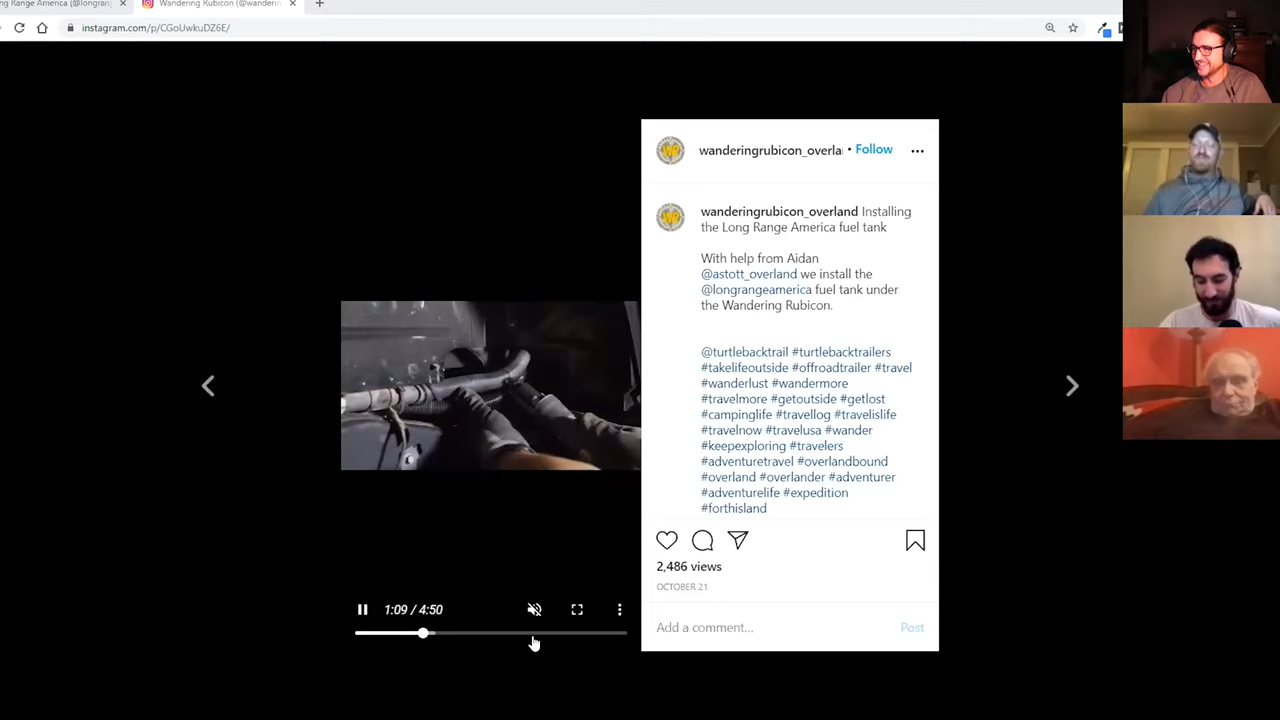 ng Range America (@longran
Wandering Rubicon (@wanderin
instagram.com/p/CGoUwkuDZ6E/
wanderingrubicon_overla • Follow
wanderingrubicon_overland Installing
the Long Range America fuel tank
With help from Aidan
@astott_overland we install the
@longrangeamerica fuel tank under
the Wandering Rubicon.
@turtlebacktrail #turtlebacktrailers
#takelifeoutside #offroadtrailer #travel
#wanderlust #wandermore
#travelmore #getoutside #getlost
#campinglife #travellog #travelislife
#travelnow #travelusa #wander
#keepexploring #travelers
#adventuretravel #overlandbound
#overland #overlander #adventurer
#adventurelife #expedition
#forthisland
2,486 views
OCTOBER 21
1:09 / 4:50
Add a comment... Post